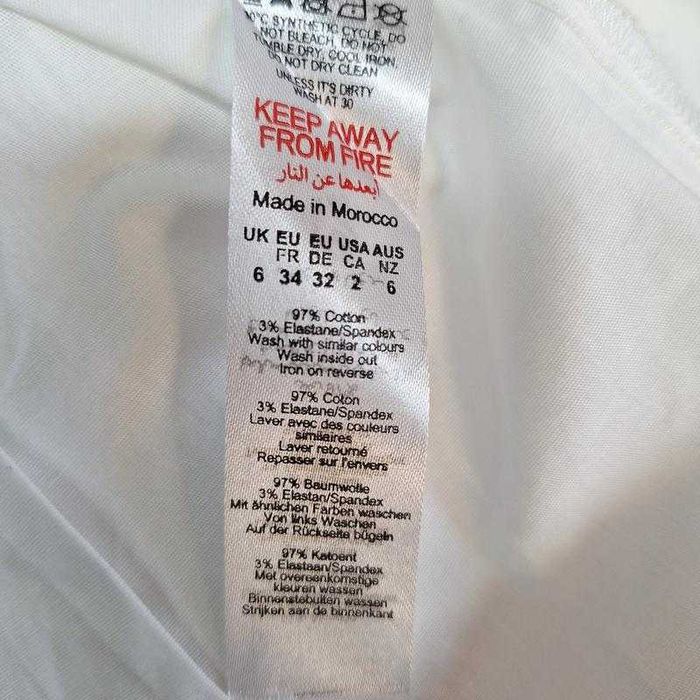 °C SYNTHETIC CYCLE, DO
NOT BLEACH, DO NOT
TUMBLE DRY, COOL IRON
DO NOT DRY CLEAN
UNLESS IT'S DIRTY
WASH AT 30
KEEP AWAY
FROM FIRE
أبعدها عن النار
Made in Morocco
UK EU EU USA AUS
FR DE CA NZ
6 34 32 2 6
97% Cotton
3% Elastane/Spandex
Wash with similar colours
Wash inside out
Iron on reverse
97% Coton
3% Elastane/Spandex
Laver avec des couleurs
similaires
Laver retourné
Repasser sur l'envers
97% Baumwolle
3% Elastan/Spandex
Mit ähnlichen Farben waschen
Von links Waschen
Auf der Rückseite bügeln
97% Katoent
3% Elastaan/Spandex
Met overeenkomstige
kleuren wassen
Binnenstebuiten wassen
Strijken aan de binnenkant